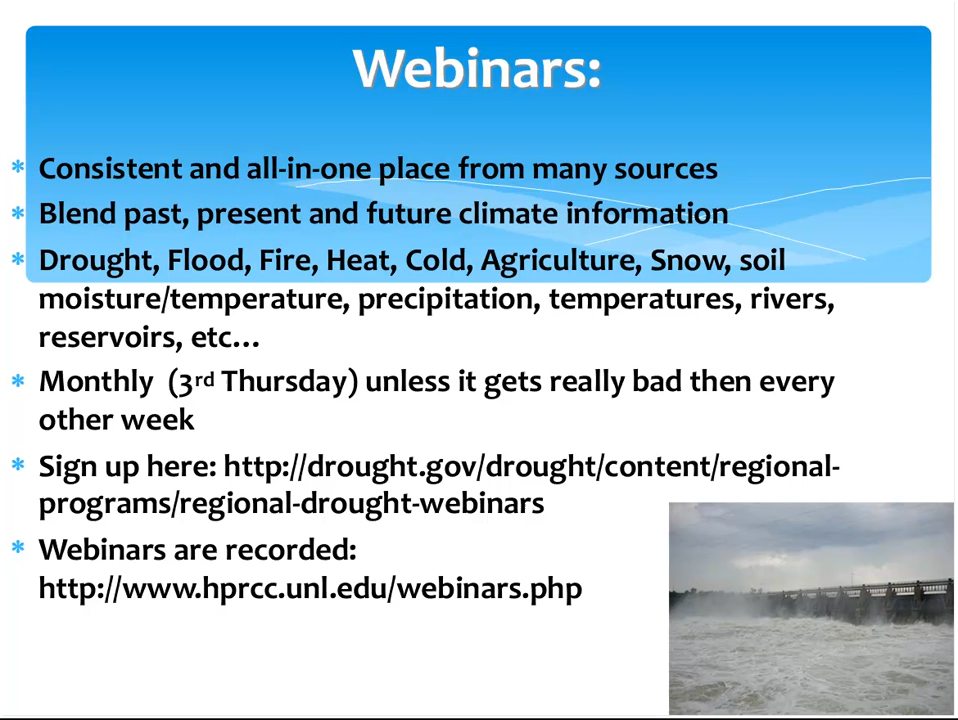 Webinars:
* Consistent and all-in-one place from many sources
* Blend past, present and future climate information
* Drought, Flood, Fire, Heat, Cold, Agriculture, Snow, soil
moisture/temperature, precipitation, temperatures, rivers,
reservoirs, etc…
* Monthly (3rd Thursday) unless it gets really bad then every
other week
* Sign up here: http://drought.gov/drought/content/regional-
programs/regional-drought-webinars
* Webinars are recorded:
http://www.hprcc.unl.edu/webinars.php